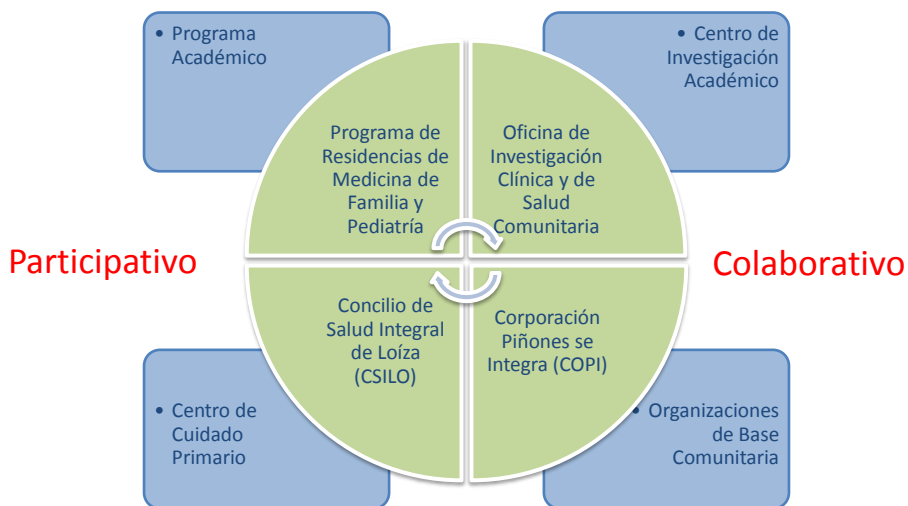 • Programa
Académico
• Centro de
Investigación
Académico
Programa de
Residencias de
Medicina de
Familia y
Pediatría
Oficina de
Investigación
Clínica y de
Salud
Comunitaria
Participativo
Colaborativo
Concilio de
Salud Integral
de Loíza
(CSILO)
Corporación
Piñones se
Integra (COPI)
• Centro de
Cuidado
Primario
• Organizaciones
de Base
Comunitaria